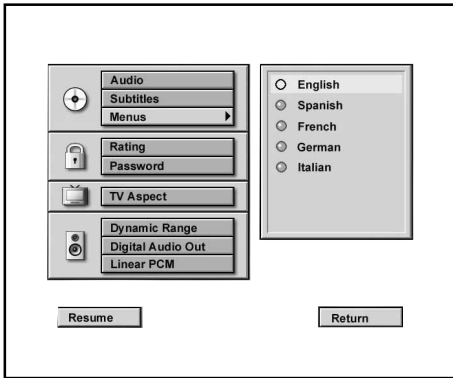 Audio
Subtitles
Menus
Rating
Password
TV Aspect
Dynamic Range
Digital Audio Out
Linear PCM
English
Spanish
French
German
Italian
Resume
Return